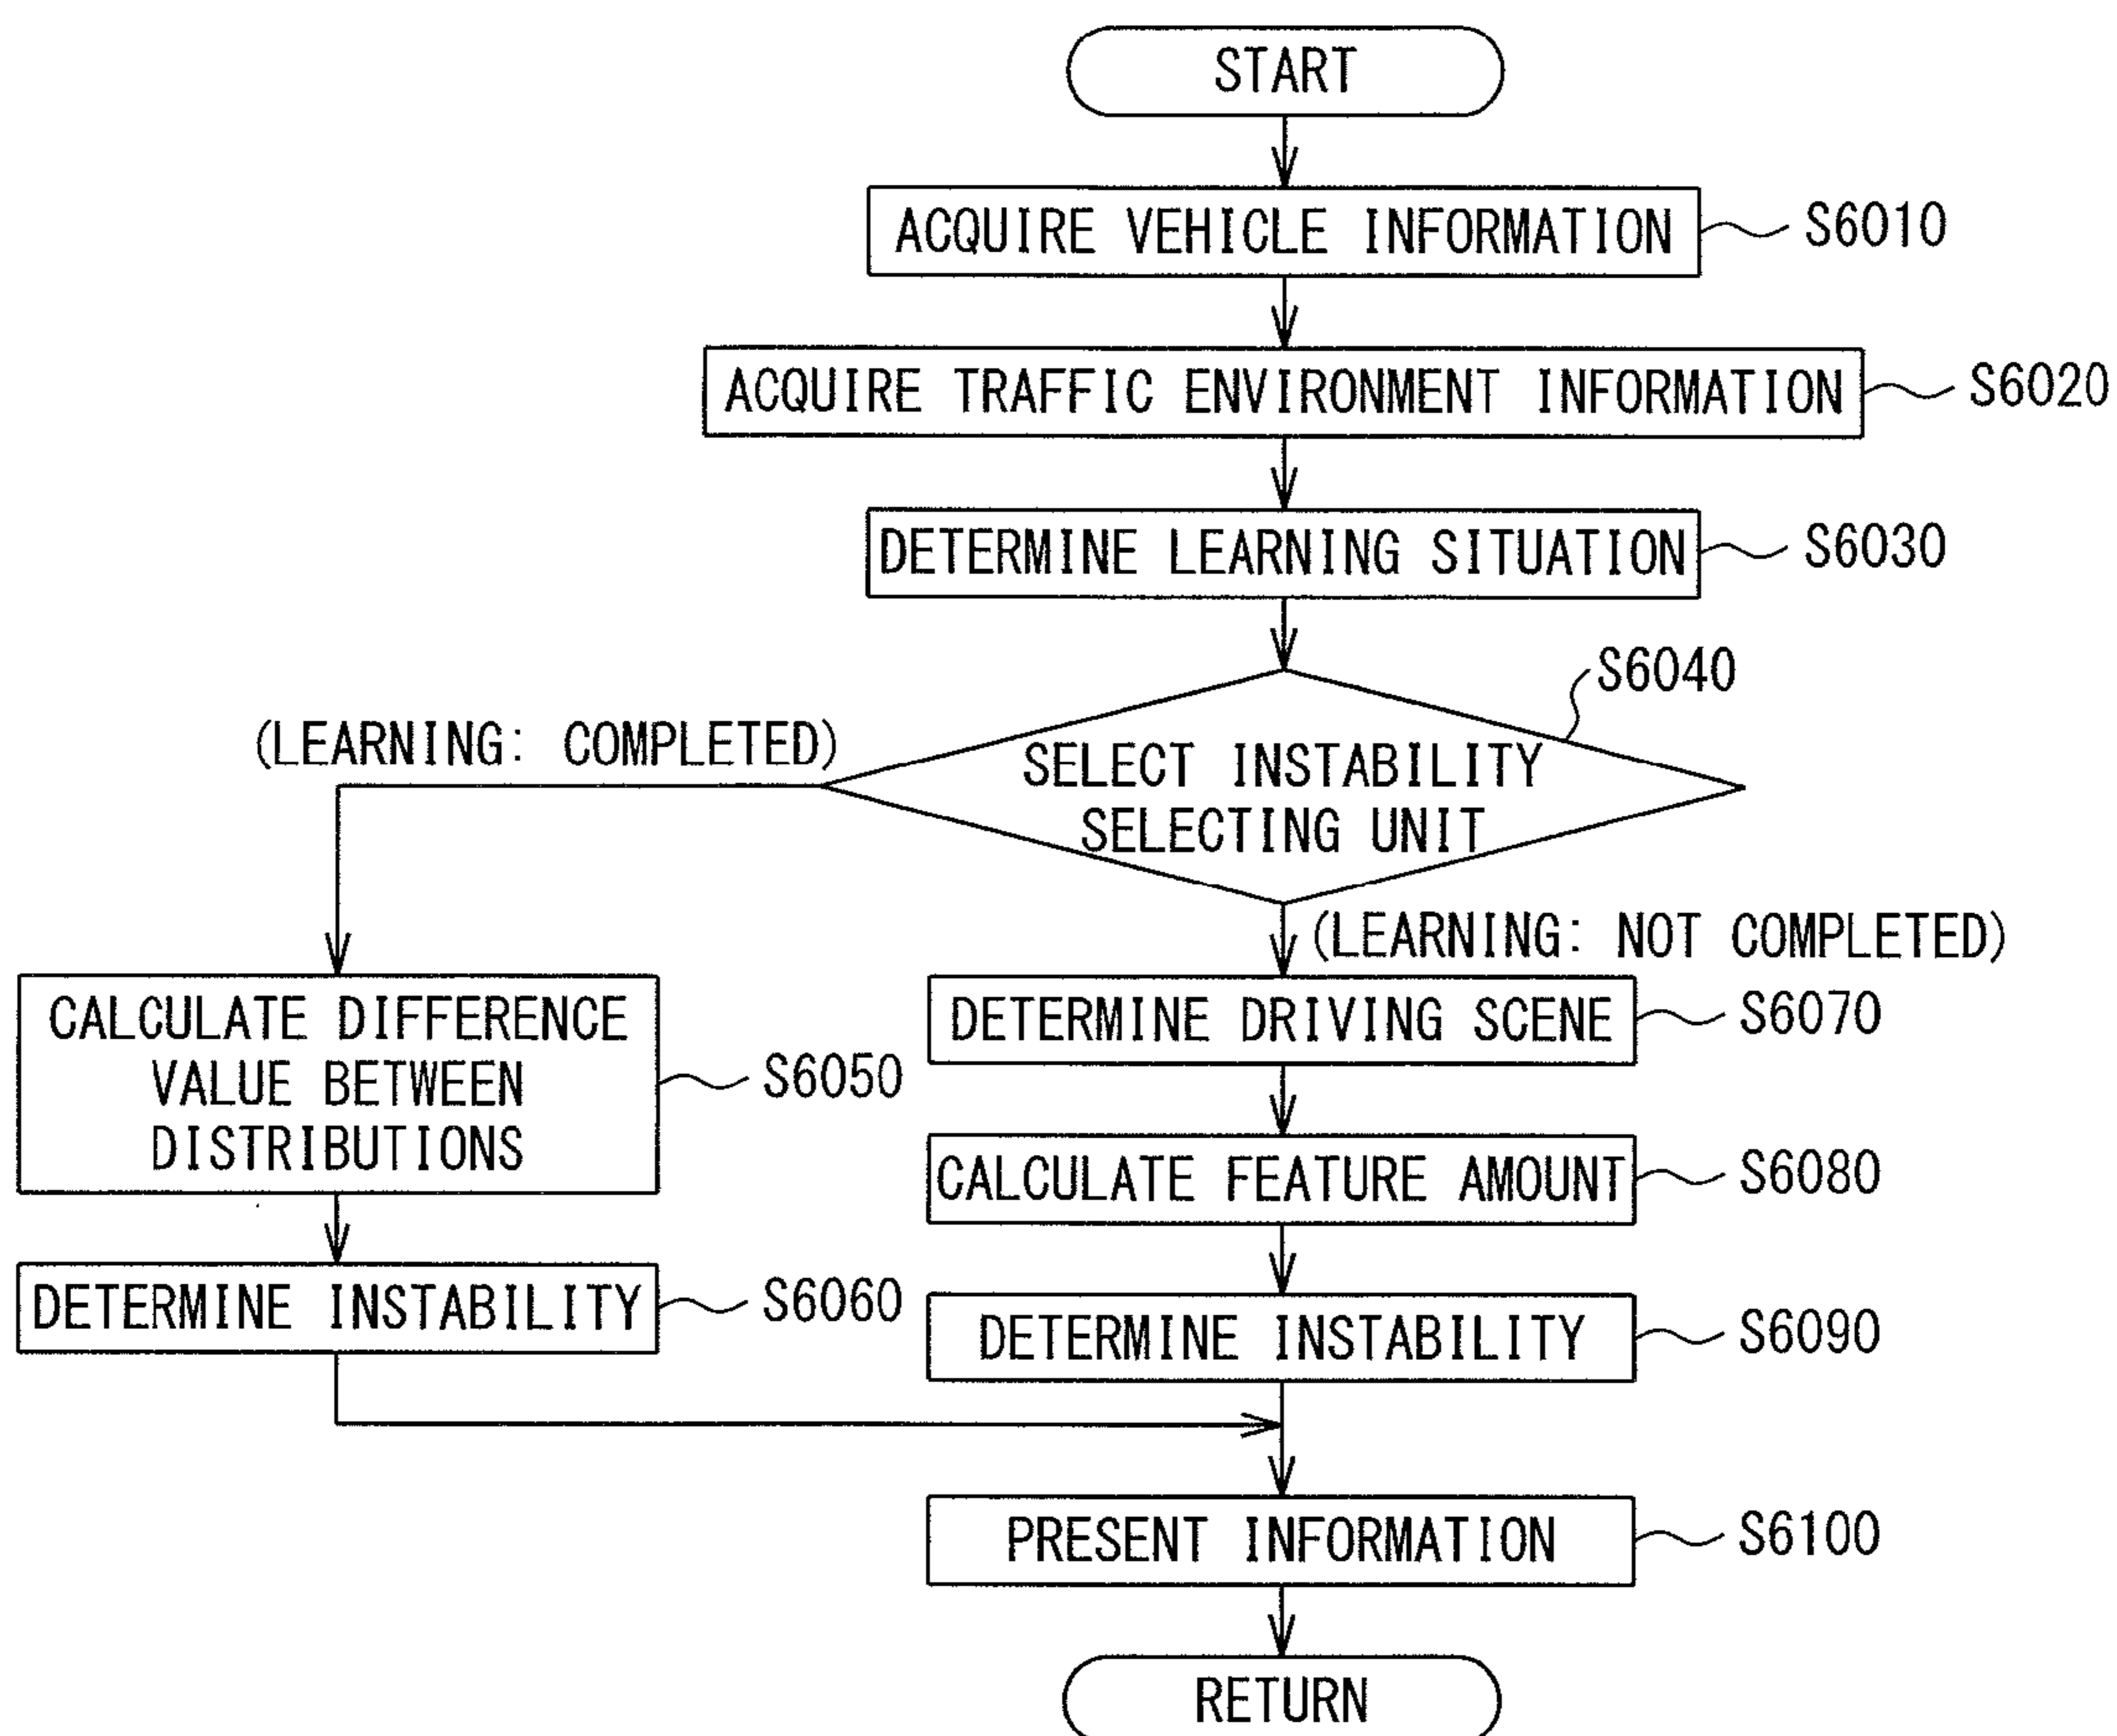 START
ACQUIRE VEHICLE INFORMATION
S6010
ACQUIRE TRAFFIC ENVIRONMENT INFORMATION
S6020
DETERMINE LEARNING SITUATION
S6030
S6040
SELECT INSTABILITY
SELECTING UNIT
(LEARNING: COMPLETED)
(LEARNING: NOT COMPLETED)
CALCULATE DIFFERENCE
VALUE BETWEEN
DISTRIBUTIONS
S6050
DETERMINE INSTABILITY
S6060
DETERMINE DRIVING SCENE
S6070
CALCULATE FEATURE AMOUNT
S6080
DETERMINE INSTABILITY
S6090
PRESENT INFORMATION
S6100
RETURN